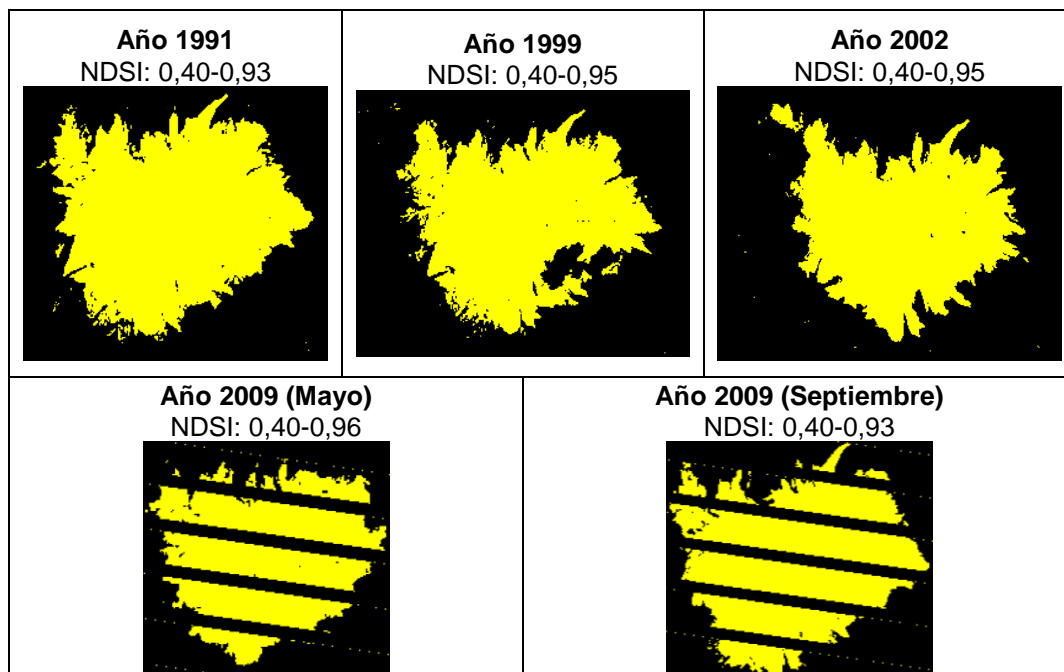 Año 1991
NDSI: 0,40-0,93
Año 1999
NDSI: 0,40-0,95
Año 2002
NDSI: 0,40-0,95
Año 2009 (Mayo)
NDSI: 0,40-0,96
Año 2009 (Septiembre)
NDSI: 0,40-0,93